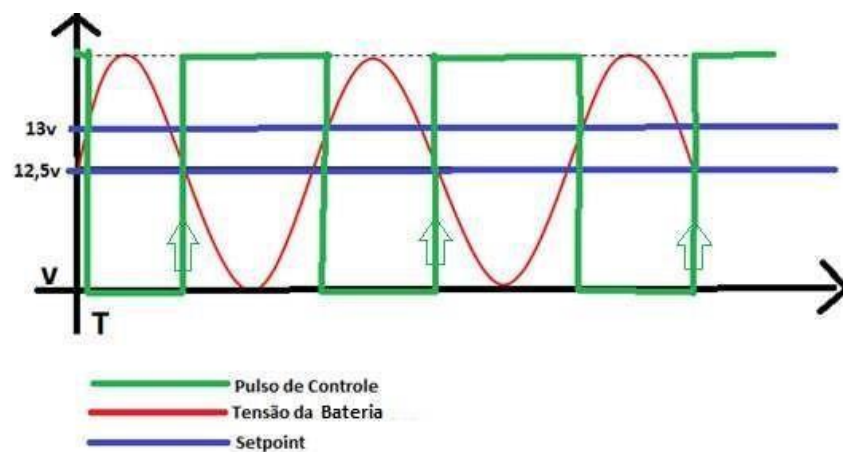 13v
12,5v
V
T
Pulso de Controle
Tensão da Bateria
Setpoint